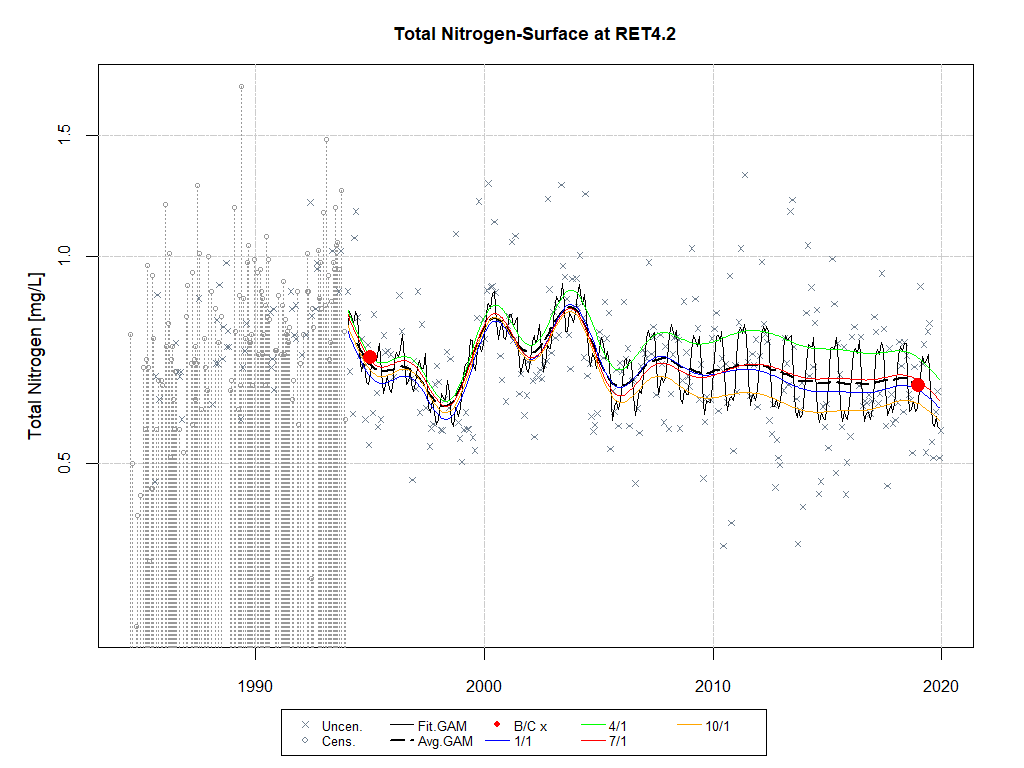 Total Nitrogen-Surface at RET4.2
Total Nitrogen [mg/L]
1.5
1.0
0.5
1990 2000 2010 2020
Uncen. Fit.GAM B/C x 4/1 10/1
Cens. Avg.GAM 1/1 7/1